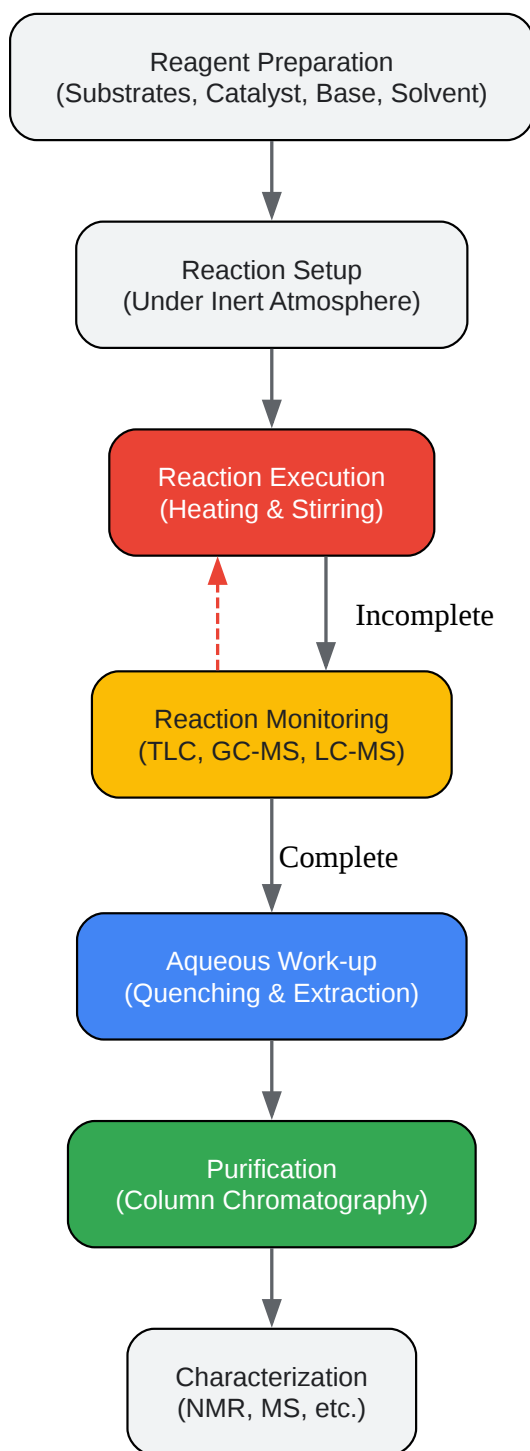 Reagent Preparation
(Substrates, Catalyst, Base, Solvent)
Reaction Setup
(Under Inert Atmosphere)
Reaction Execution
(Heating & Stirring)
Incomplete
Reaction Monitoring
(TLC, GC-MS, LC-MS)
Complete
Aqueous Work-up
(Quenching & Extraction)
Purification
(Column Chromatography)
Characterization
(NMR, MS, etc.)